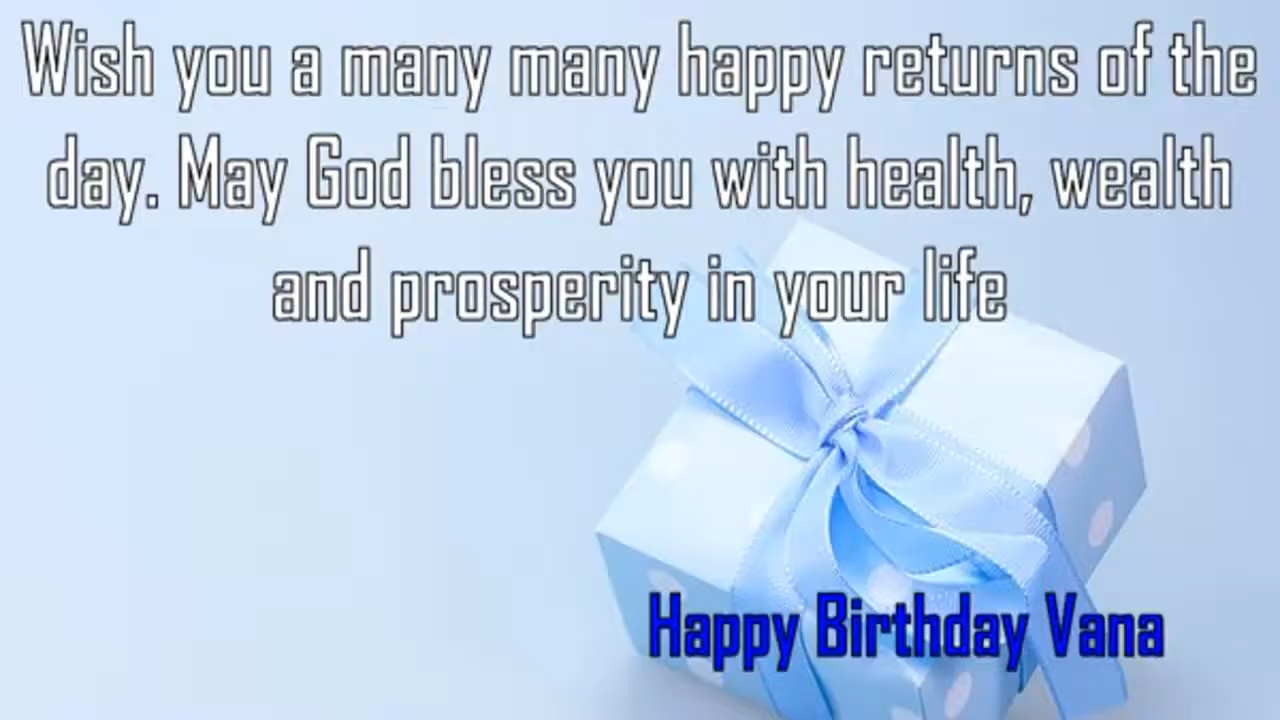 Wish you a many many happy returns of the
day. May God bless you with health, wealth
and prosperity in your life
Happy Birthday Vana